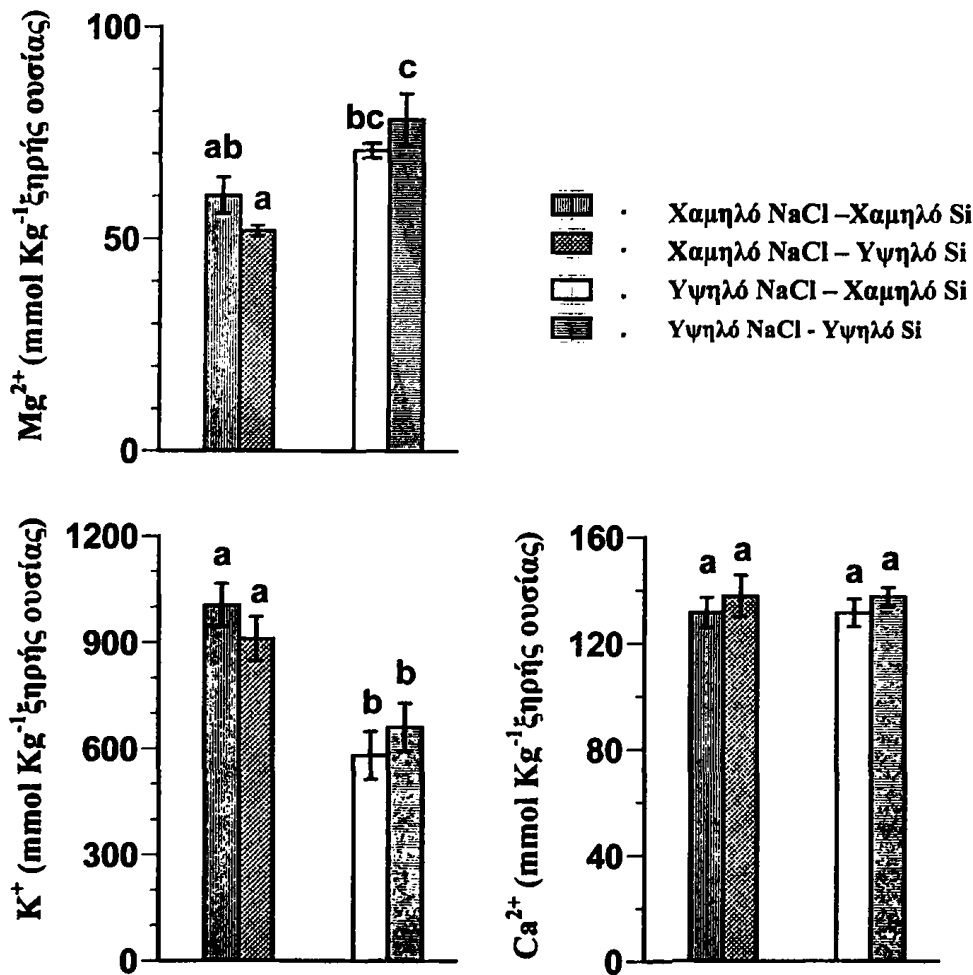 Mg²⁺ (mmol Kg⁻¹ξηρής ουσίας)
100
50
0
ab
a
bc
c
· Χαμηλό NaCl –Χαμηλό Si
· Χαμηλό NaCl – Υψηλό Si
. Υψηλό NaCl – Χαμηλό Si
. Υψηλό NaCl - Υψηλό Si
K⁺ (mmol Kg⁻¹ξηρής ουσίας)
1200
900
600
300
0
a
a
b
b
Ca²⁺ (mmol Kg⁻¹ξηρής ουσίας)
160
120
80
40
0
a
a
a
a